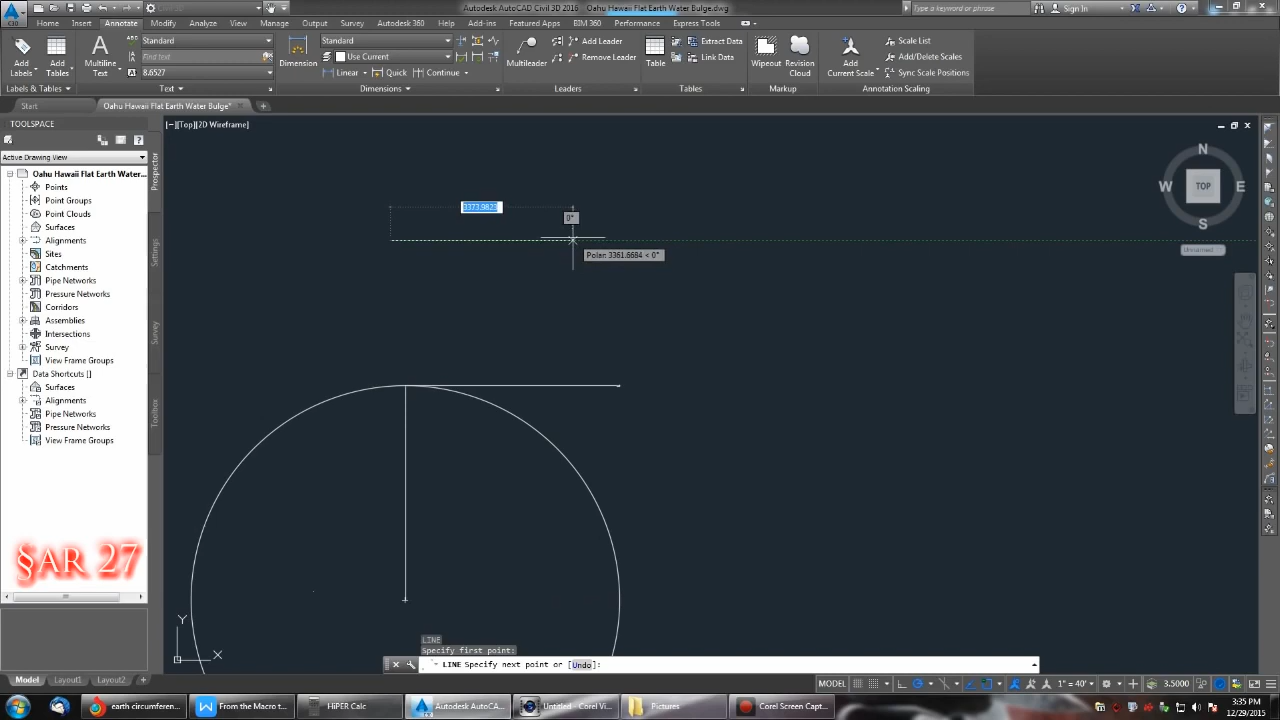 Autodesk AutoCAD Civil 3D 2016
Oahu Hawaii Flat Earth Water Bulge.dwg
Type a keyword or phrase
Sign In
Home
Insert
Annotate
Modify
Analyze
View
Manage
Output
Survey
Autodesk 360
Help
Add-ins
Featured Apps
BIM 360
Performance
Add
Labels
Add
Tables
Labels & Tables
Multiline
Text
Standard
Find text
8.6527
Text
Dimension
Standard
Use Current
Linear
Quick
Continue
Dimensions
Multileader
Add Leader
Remove Leader
Leaders
Table
Extract Data
Link Data
Tables
Wipeout
Revision
Cloud
Markup
Add
Current Scale
Scale List
Add/Delete Scales
Sync Scale Positions
Annotation Scaling
Start
Oahu Hawaii Flat Earth Water Bulge*
TOOLSPACE
Active Drawing View
Oahu Hawaii Flat Earth Water...
Points
Point Groups
Point Clouds
Surfaces
Alignments
Sites
Catchments
Pipe Networks
Pressure Networks
Corridors
Assemblies
Intersections
Survey
View Frame Groups
Data Shortcuts []
Surfaces
Alignments
Pipe Networks
Pressure Networks
View Frame Groups
Prospector
Settings
Survey
Toolbox
§AR 27
[−][Top][2D Wireframe]
N
W
TOP
E
S
Unnamed
3373.9823
0°
Polar: 3361.6684 < 0°
Y
X
LINE
Specify first point:
LINE Specify next point or [Undo]:
Model
Layout1
Layout2
MODEL
1" = 40'
3.5000
earth circumferen...
From the Macro t...
HiPER Calc
Autodesk AutoCA...
Untitled - Corel Vi...
Pictures
Corel Screen Capt...
3:35 PM
12/29/2015